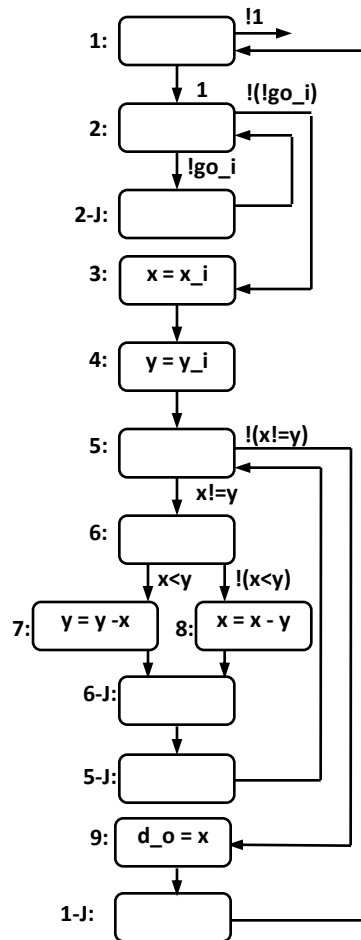 !1
1:
1
!(!go_i)
2:
!go_i
2-J:
3: x = x_i
4: y = y_i
5: !(x!=y)
x!=y
6:
x<y !(x<y)
7: y = y -x 8: x = x - y
6-J:
5-J:
9: d_o = x
1-J: